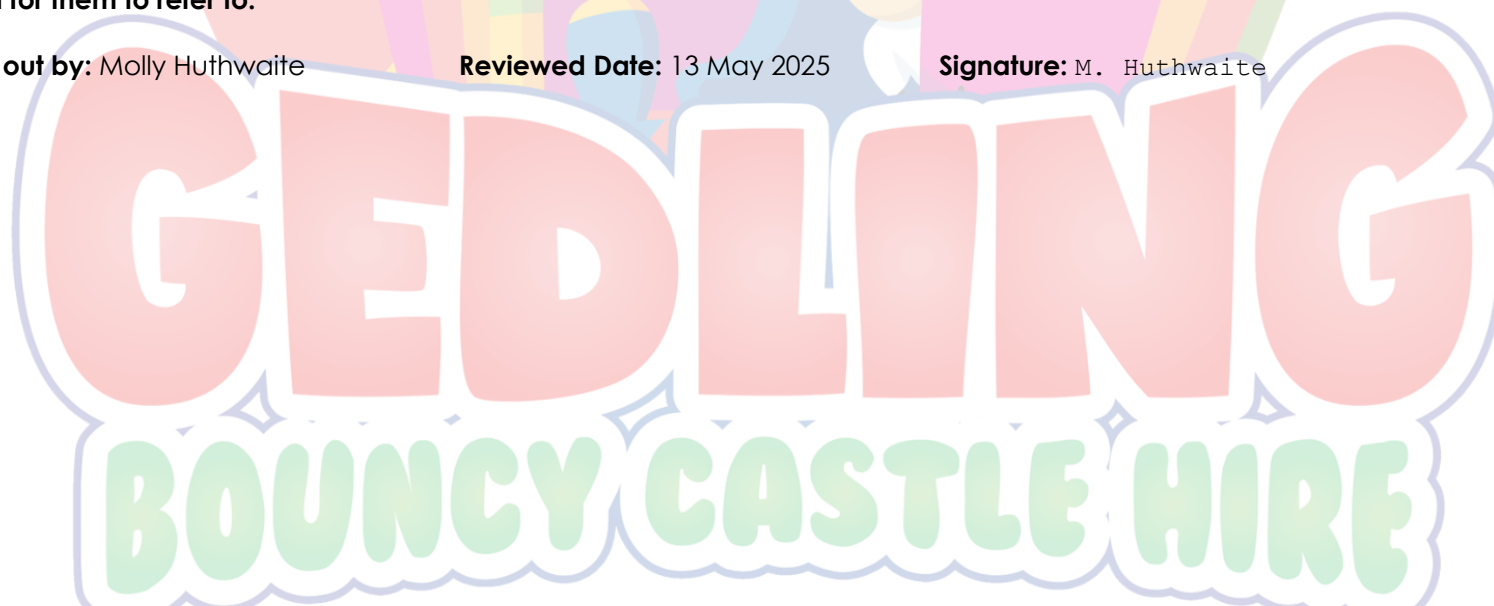 for them to refer to.
out by: Molly Huthwaite Reviewed Date: 13 May 2025 Signature: M. Huthwaite
GEDLING
BOUNCY CASTLE HIRE